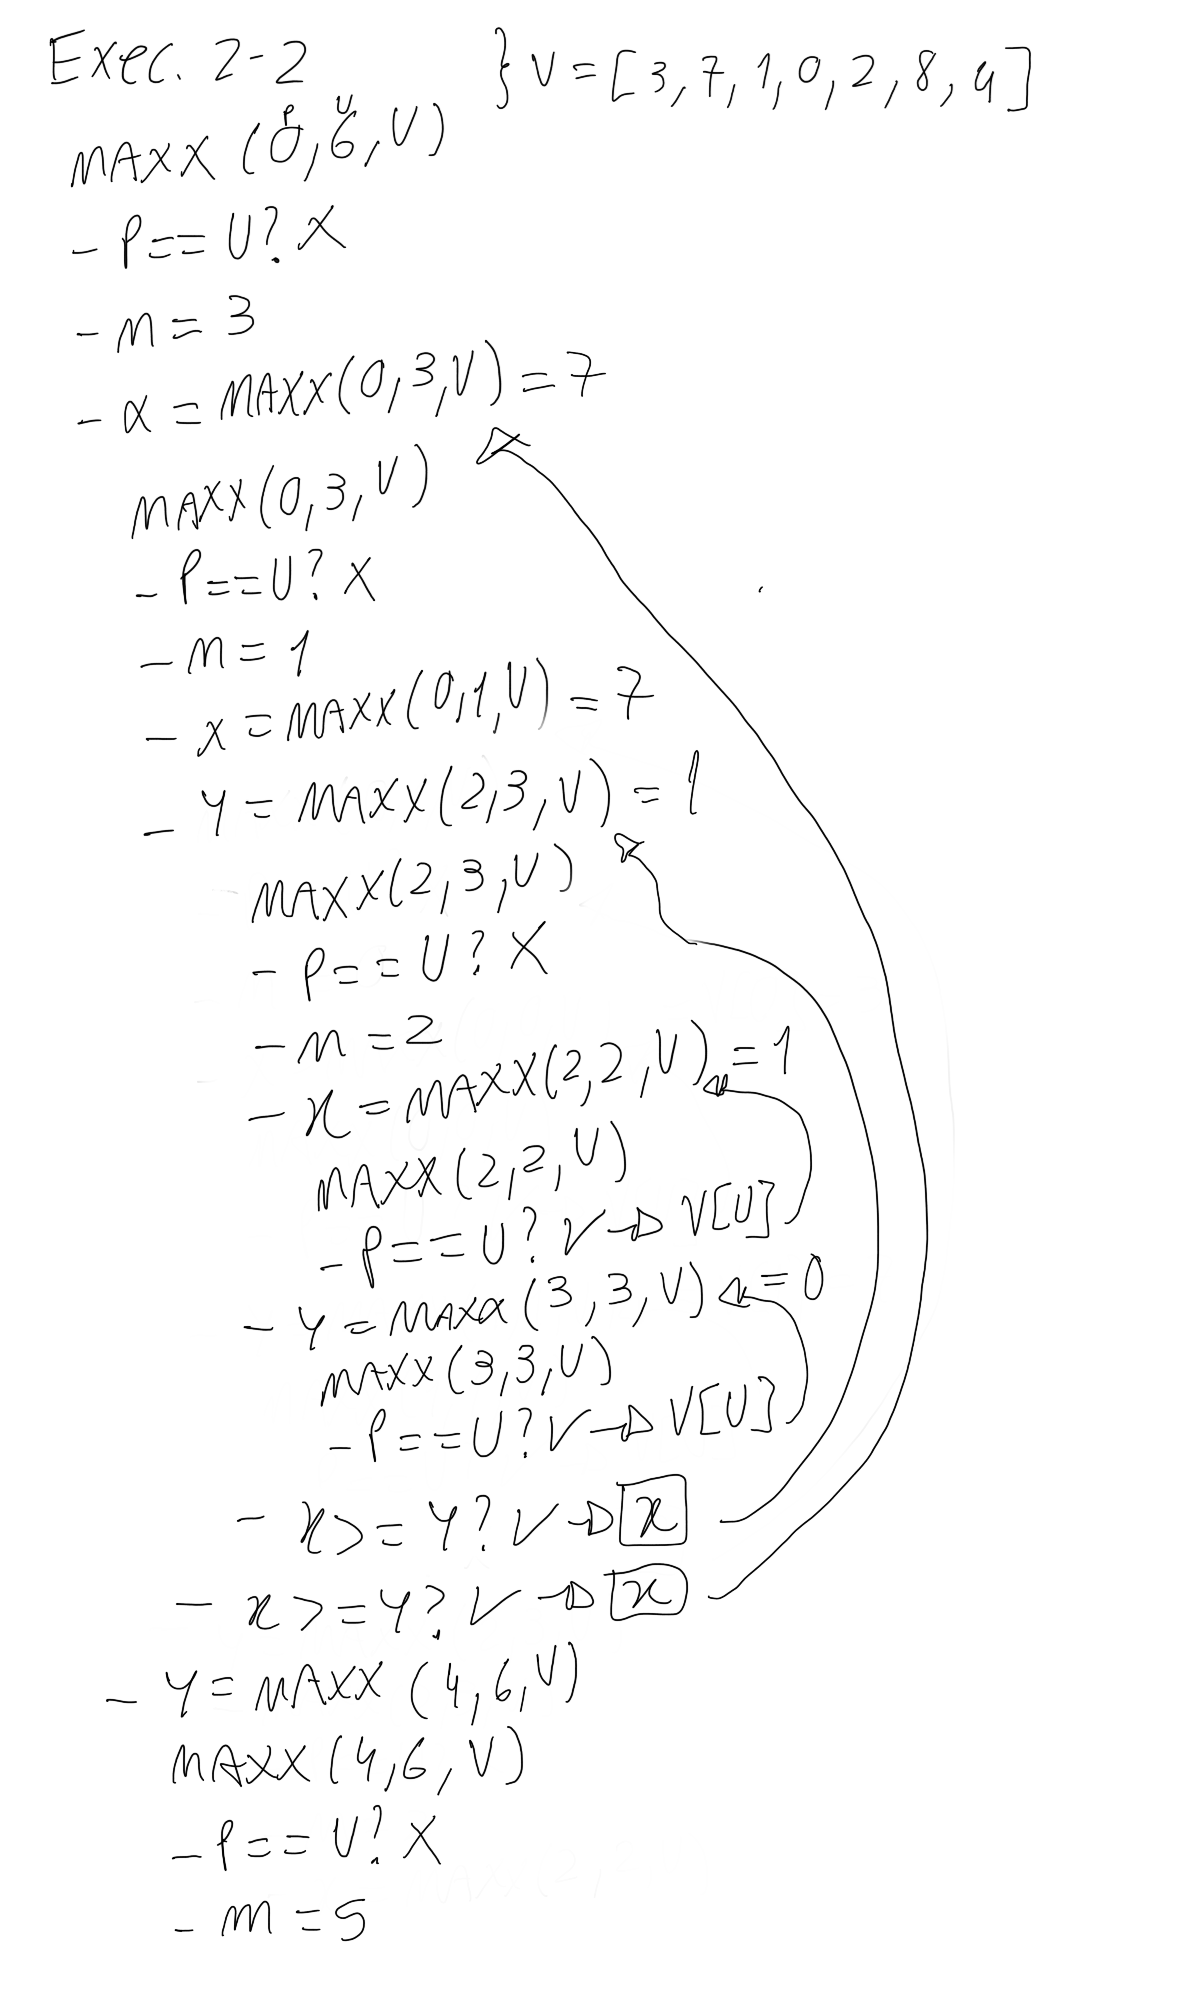 Exec. 2-2 } V = [3, 7, 1, 0, 2, 8, 4]
P U
MAXX (0, 6, V)
- P == U? X
- m = 3
- x = MAXX(0, 3, V) = 7
MAXX(0, 3, V)
- P == U? X
- m = 1
- x = MAXX(0, 1, V) = 7
- Y = MAXX(2, 3, V) = 1
MAXX(2, 3, V)
- P == U? X
- m = 2
- x = MAXX(2, 2, V) = 1
MAXX(2, 2, V)
- P == U? V → V[U]
- Y = MAXX(3, 3, V) = 0
MAXX(3, 3, V)
- P == U? V → V[U]
- x >= Y? V → x
- x >= Y? V → x
- Y = MAXX (4, 6, V)
MAXX (4, 6, V)
- P == U? X
- m = 5